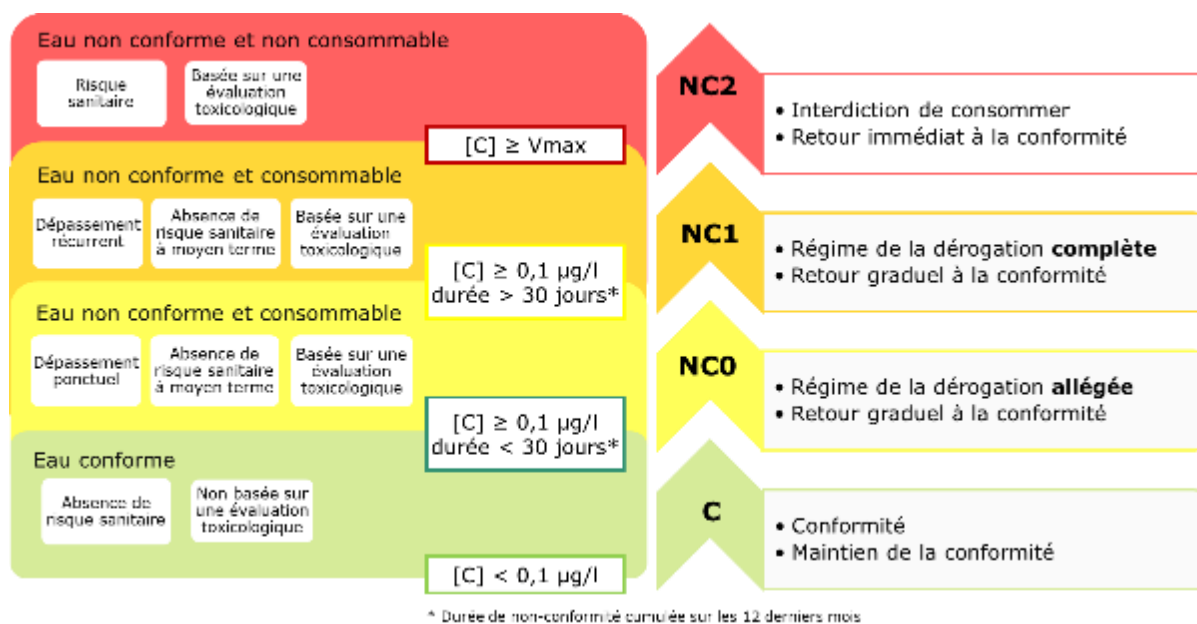 Eau non conforme et non consommable
Risque
sanitaire
Basée sur une
évaluation
toxicologique
[C] ≥ Vmax
NC2
• Interdiction de consommer
• Retour immédiat à la conformité
Eau non conforme et consommable
Dépassement
récurrent
Absence de
risque sanitaire
à moyen terme
Basée sur une
évaluation
toxicologique
[C] ≥ 0,1 µg/l
durée > 30 jours*
NC1
• Régime de la dérogation complète
• Retour graduel à la conformité
Eau non conforme et consommable
Dépassement
ponctuel
Absence de
risque sanitaire
à moyen terme
Basée sur une
évaluation
toxicologique
[C] ≥ 0,1 µg/l
durée < 30 jours*
NC0
• Régime de la dérogation allégée
• Retour graduel à la conformité
Eau conforme
Absence de
risque sanitaire
Non basée sur
une évaluation
toxicologique
[C] < 0,1 µg/l
C
• Conformité
• Maintien de la conformité
* Durée de non-conformité cumulée sur les 12 derniers mois